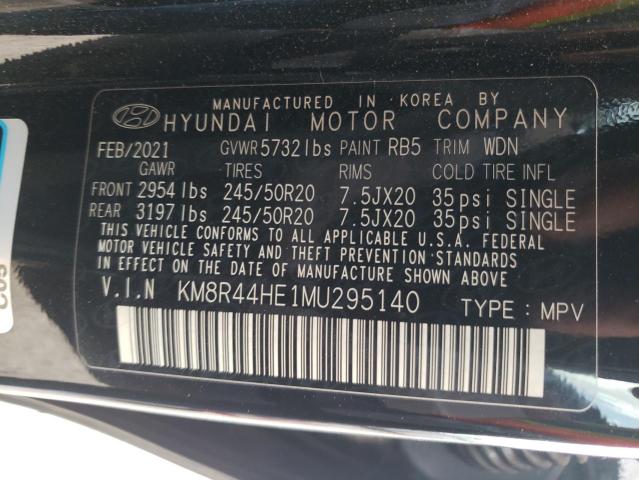 MANUFACTURED IN KOREA BY
HYUNDAI MOTOR COMPANY
FEB/2021 GVWR 5732 lbs PAINT RB5 TRIM WDN
GAWR TIRES RIMS COLD TIRE INFL
FRONT 2954 lbs 245/50R20 7.5JX20 35psi SINGLE
REAR 3197 lbs 245/50R20 7.5JX20 35psi SINGLE
THIS VEHICLE CONFORMS TO ALL APPLICABLE U.S.A. FEDERAL
MOTOR VEHICLE SAFETY AND THEFT PREVENTION STANDARDS
IN EFFECT ON THE DATE OF MANUFACTURE SHOWN ABOVE.
V.I.N KM8R44HE1MU295140 TYPE : MPV